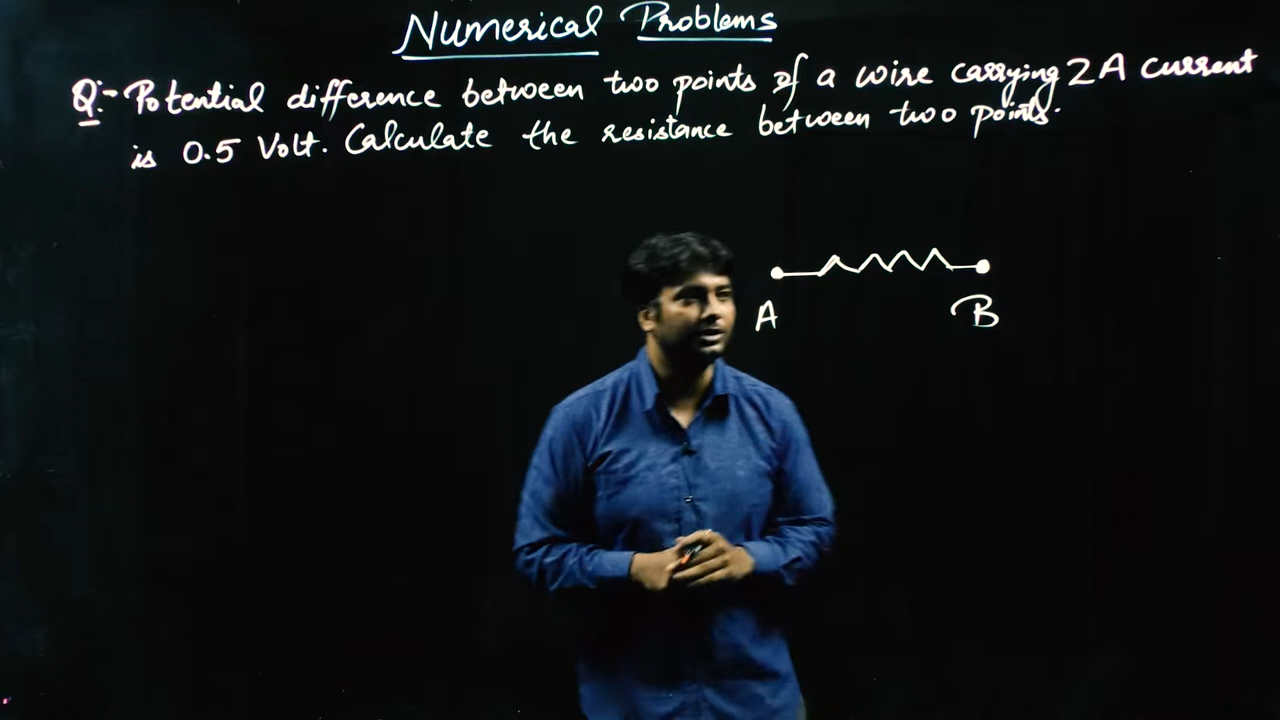 Numerical Problems
Q:- Potential difference between two points of a wire carrying 2A current
is 0.5 Volt. Calculate the resistance between two points.
A B